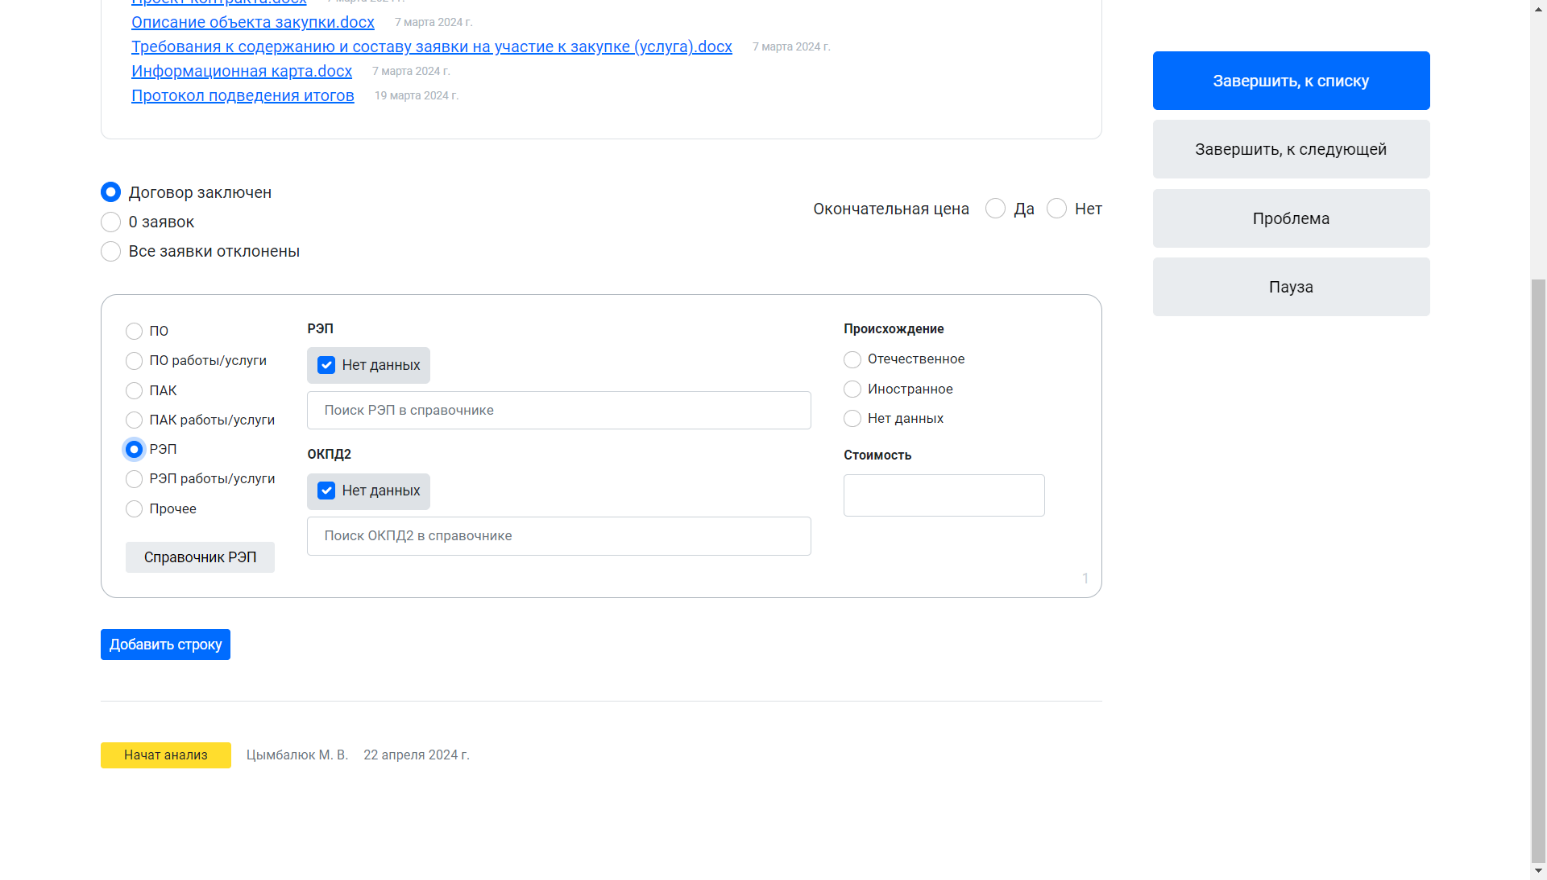 Проект контракта.docx
Описание объекта закупки.docx 7 марта 2024 г.
Требования к содержанию и составу заявки на участие к закупке (услуга).docx 7 марта 2024 г.
Информационная карта.docx 7 марта 2024 г.
Протокол подведения итогов 19 марта 2024 г.
Завершить, к списку
Завершить, к следующей
Проблема
Пауза
Договор заключен
0 заявок
Все заявки отклонены
Окончательная цена Да Нет
ПО
ПО работы/услуги
ПАК
ПАК работы/услуги
РЭП
РЭП работы/услуги
Прочее
Справочник РЭП
РЭП
Нет данных
Поиск РЭП в справочнике
ОКПД2
Нет данных
Поиск ОКПД2 в справочнике
Происхождение
Отечественное
Иностранное
Нет данных
Стоимость
1
Добавить строку
Начат анализ Цымбалюк М. В. 22 апреля 2024 г.